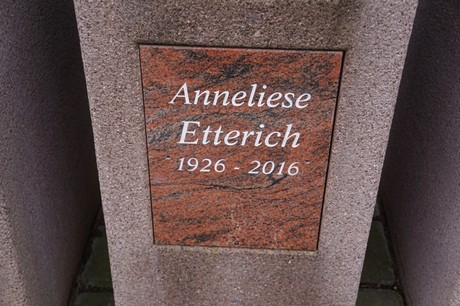 Anneliese
Etterich
1926 - 2016